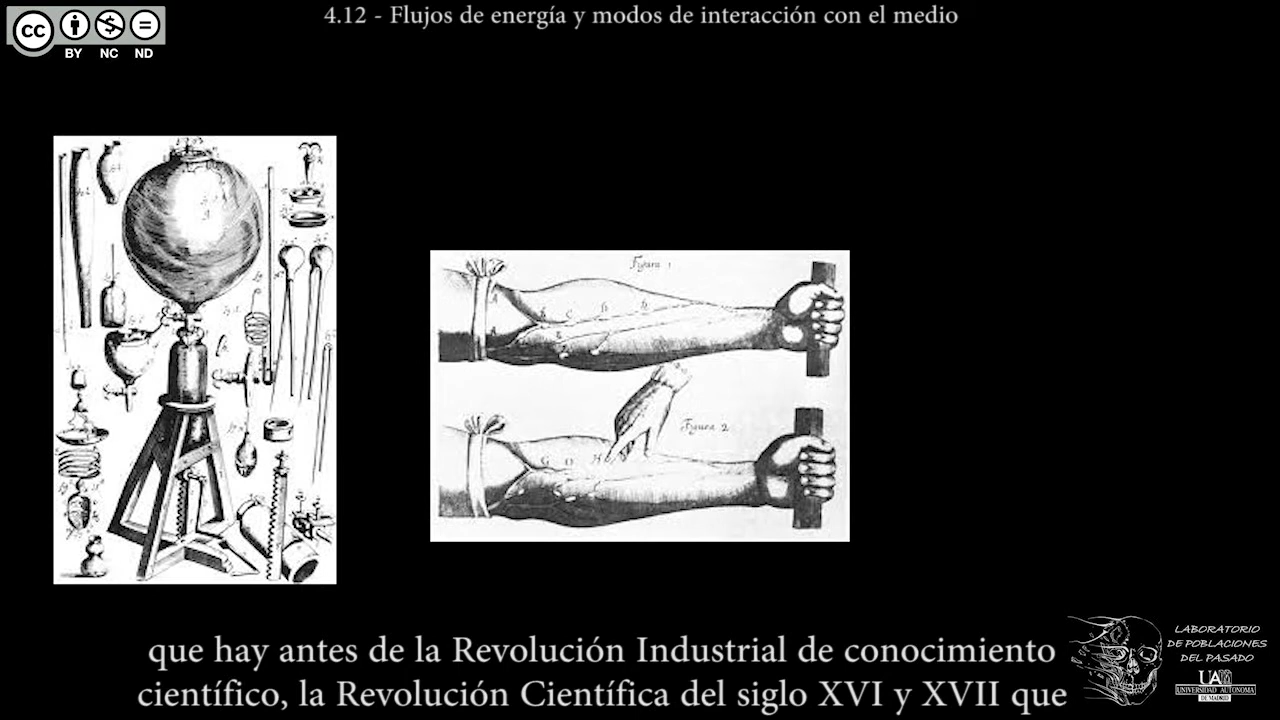 4.12 - Flujos de energía y modos de interacción con el medio
cc
BY NC ND
Figura 1
Figura 2
G O H
que hay antes de la Revolución Industrial de conocimiento
científico, la Revolución Científica del siglo XVI y XVII que
LABORATORIO
DE POBLACIONES
DEL PASADO
UAM
UNIVERSIDAD AUTONOMA
DE MADRID